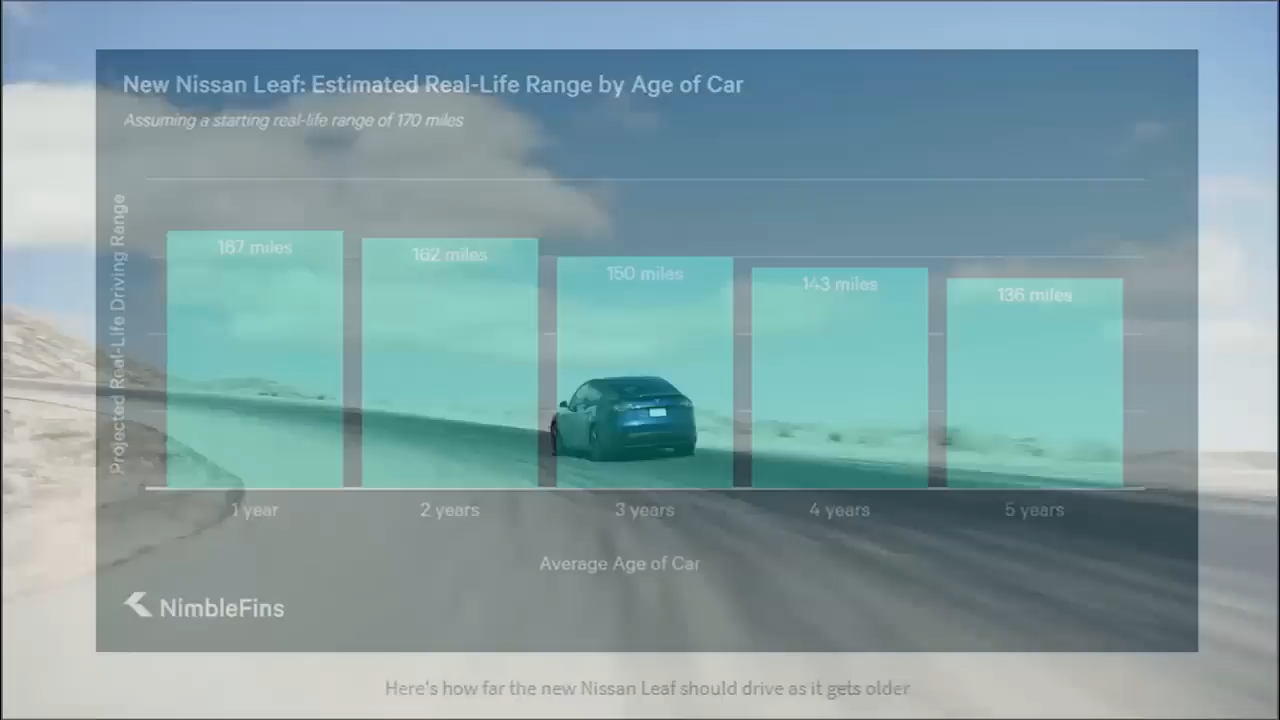 New Nissan Leaf: Estimated Real-Life Range by Age of Car
Assuming a starting real-life range of 170 miles
Projected Real-Life Driving Range
167 miles
162 miles
150 miles
143 miles
136 miles
1 year
2 years
3 years
4 years
5 years
Average Age of Car
NimbleFins
Here's how far the new Nissan Leaf should drive as it gets older